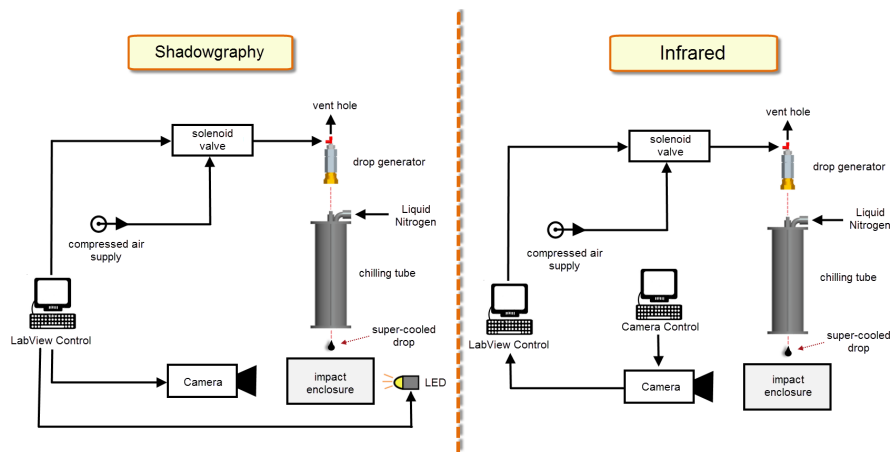 Shadowgraphy
vent hole
solenoid
valve
drop generator
Liquid
Nitrogen
compressed air
supply
chilling tube
LabView Control
super-cooled
drop
Camera
impact
enclosure
LED
Infrared
vent hole
solenoid
valve
drop generator
Liquid
Nitrogen
compressed air
supply
chilling tube
Camera Control
LabView Control
super-cooled
drop
Camera
impact
enclosure